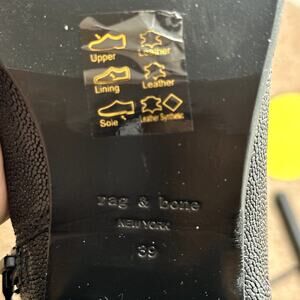 Upper Leather
Lining Leather
Sole Leather Synthetic
rag & bone
NEW YORK
39